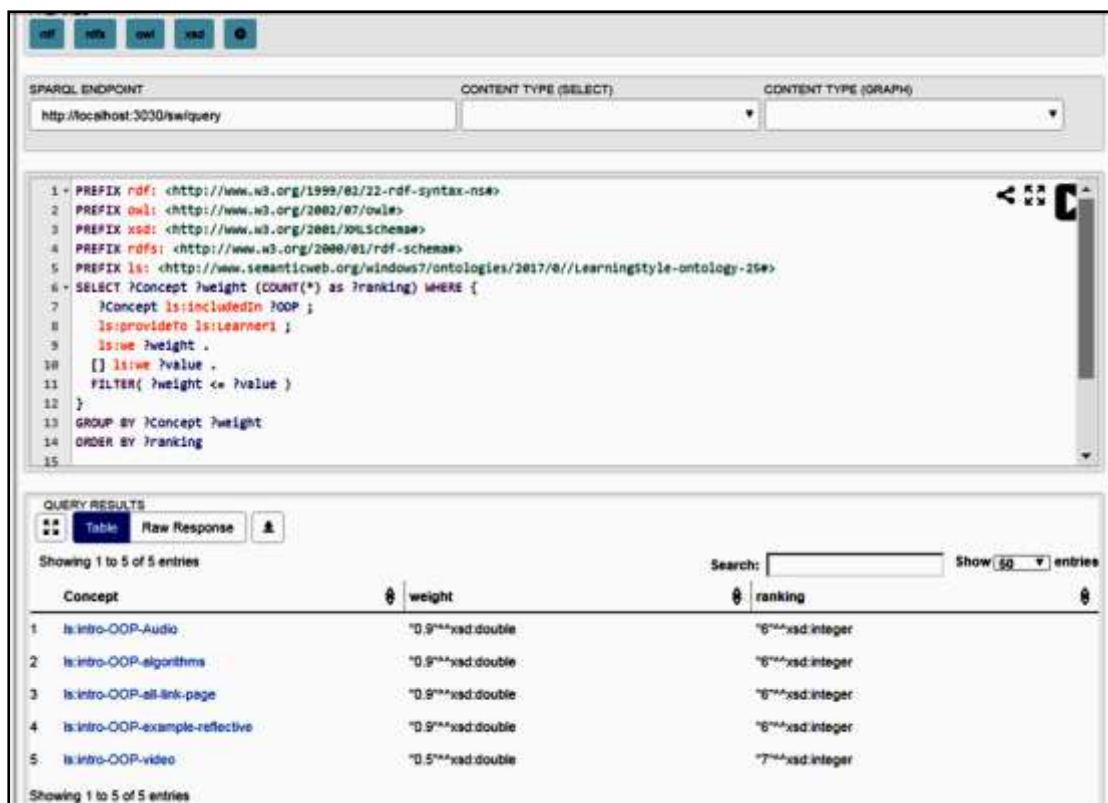 rdf rdfs owl xsd
SPARQL ENDPOINT CONTENT TYPE (SELECT) CONTENT TYPE (GRAPH)
http://localhost:3030/sw/query
1 PREFIX rdf: <http://www.w3.org/1999/02/22-rdf-syntax-ns#>
2 PREFIX owl: <http://www.w3.org/2002/07/owl#>
3 PREFIX xsd: <http://www.w3.org/2001/XMLSchema#>
4 PREFIX rdfs: <http://www.w3.org/2000/01/rdf-schema#>
5 PREFIX ls: <http://www.semanticweb.org/windows7/ontologies/2017/0//LearningStyle-ontology-25#>
6 SELECT ?Concept ?weight (COUNT(*) as ?ranking) WHERE {
7 ?Concept ls:includedIn ?OOP ;
8 ls:provideTo ls:Learner1 ;
9 ls:we ?weight .
10 [] ls:we ?value .
11 FILTER( ?weight <= ?value )
12 }
13 GROUP BY ?Concept ?weight
14 ORDER BY ?ranking
15
QUERY RESULTS
Table Raw Response
Showing 1 to 5 of 5 entries Search: Show 50 entries
Concept weight ranking
1 ls:intro-OOP-Audio "0.9"^^xsd:double "6"^^xsd:integer
2 ls:intro-OOP-algorithms "0.9"^^xsd:double "6"^^xsd:integer
3 ls:intro-OOP-all-link-page "0.9"^^xsd:double "6"^^xsd:integer
4 ls:intro-OOP-example-reflective "0.9"^^xsd:double "6"^^xsd:integer
5 ls:intro-OOP-video "0.5"^^xsd:double "7"^^xsd:integer
Showing 1 to 5 of 5 entries